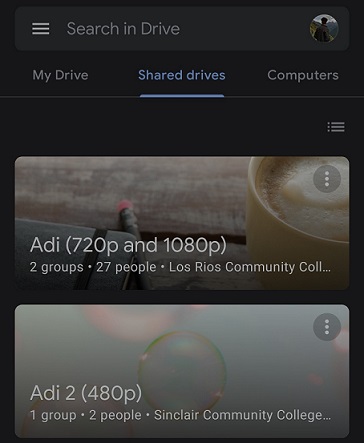 Search in Drive
My Drive
Shared drives
Computers
Adi (720p and 1080p)
2 groups • 27 people • Los Rios Community Coll...
Adi 2 (480p)
1 group • 2 people • Sinclair Community College...